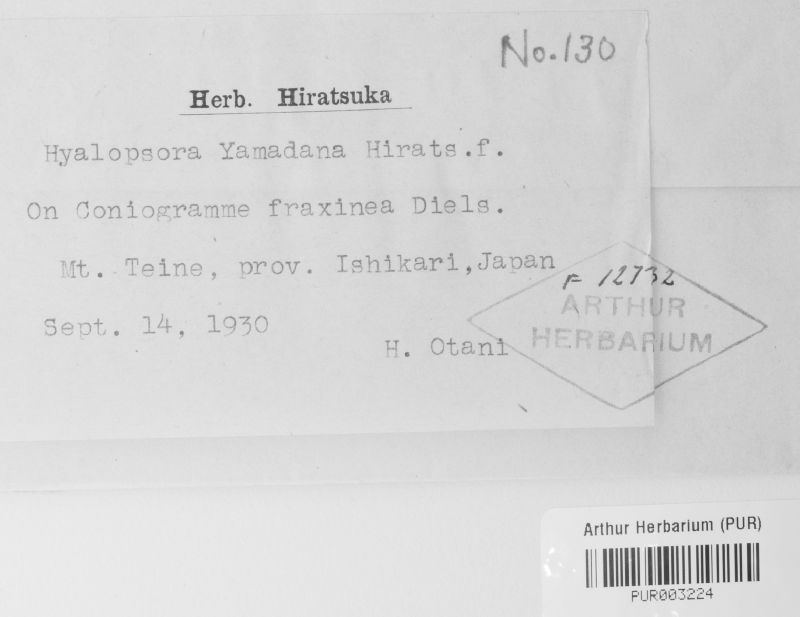 No. 130
Herb. Hiratsuka
Hyalopsora Yamadana Hirats.f.
On Coniogramme fraxinea Diels.
Mt. Teine, prov. Ishikari, Japan
Sept. 14, 1930
H. Otani
F 12732
ARTHUR
HERBARIUM
Arthur Herbarium (PUR)
PUR003224